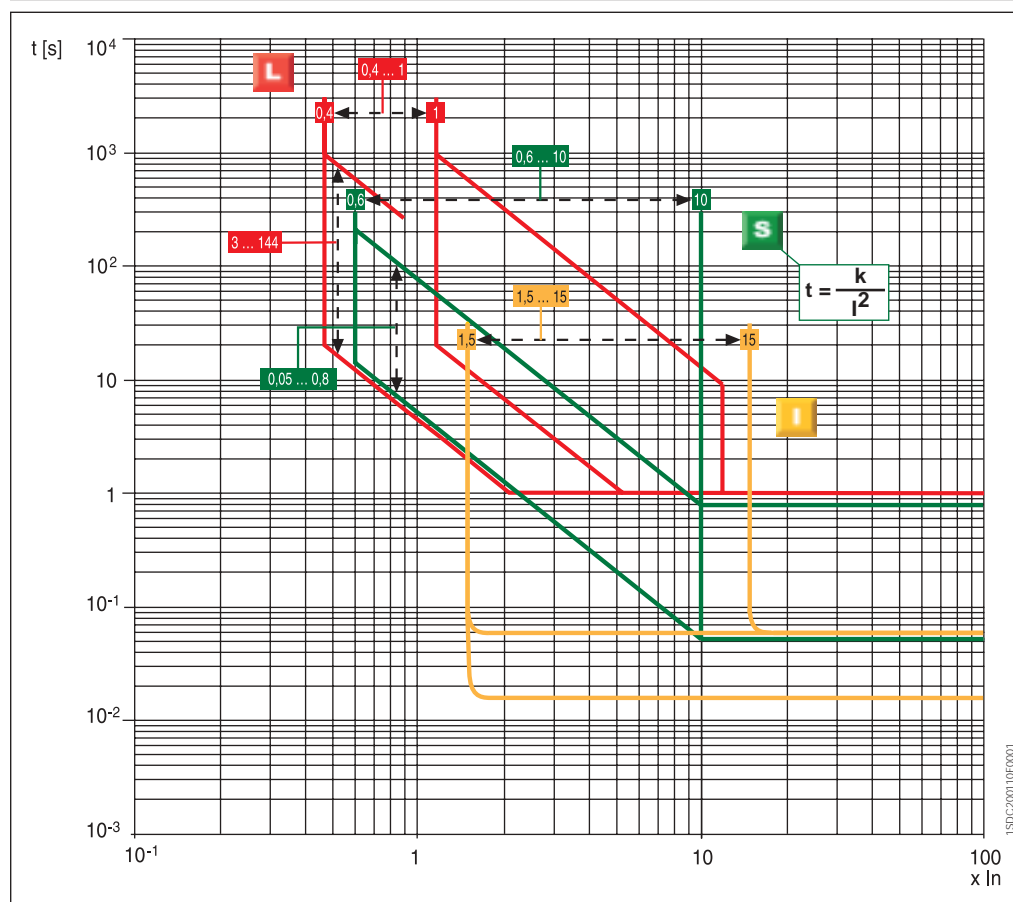 t [s]
10⁴
L
0,4 ... 1
0,4
1
10³
0,6 ... 10
0,6
10
S
3 ... 144
10²
t = k
I²
1,5 ... 15
1,5
15
0,05 ... 0,8
10
I
1
10⁻¹
10⁻²
10⁻³
10⁻¹
1
10
100
x In
1SDC200110F0001